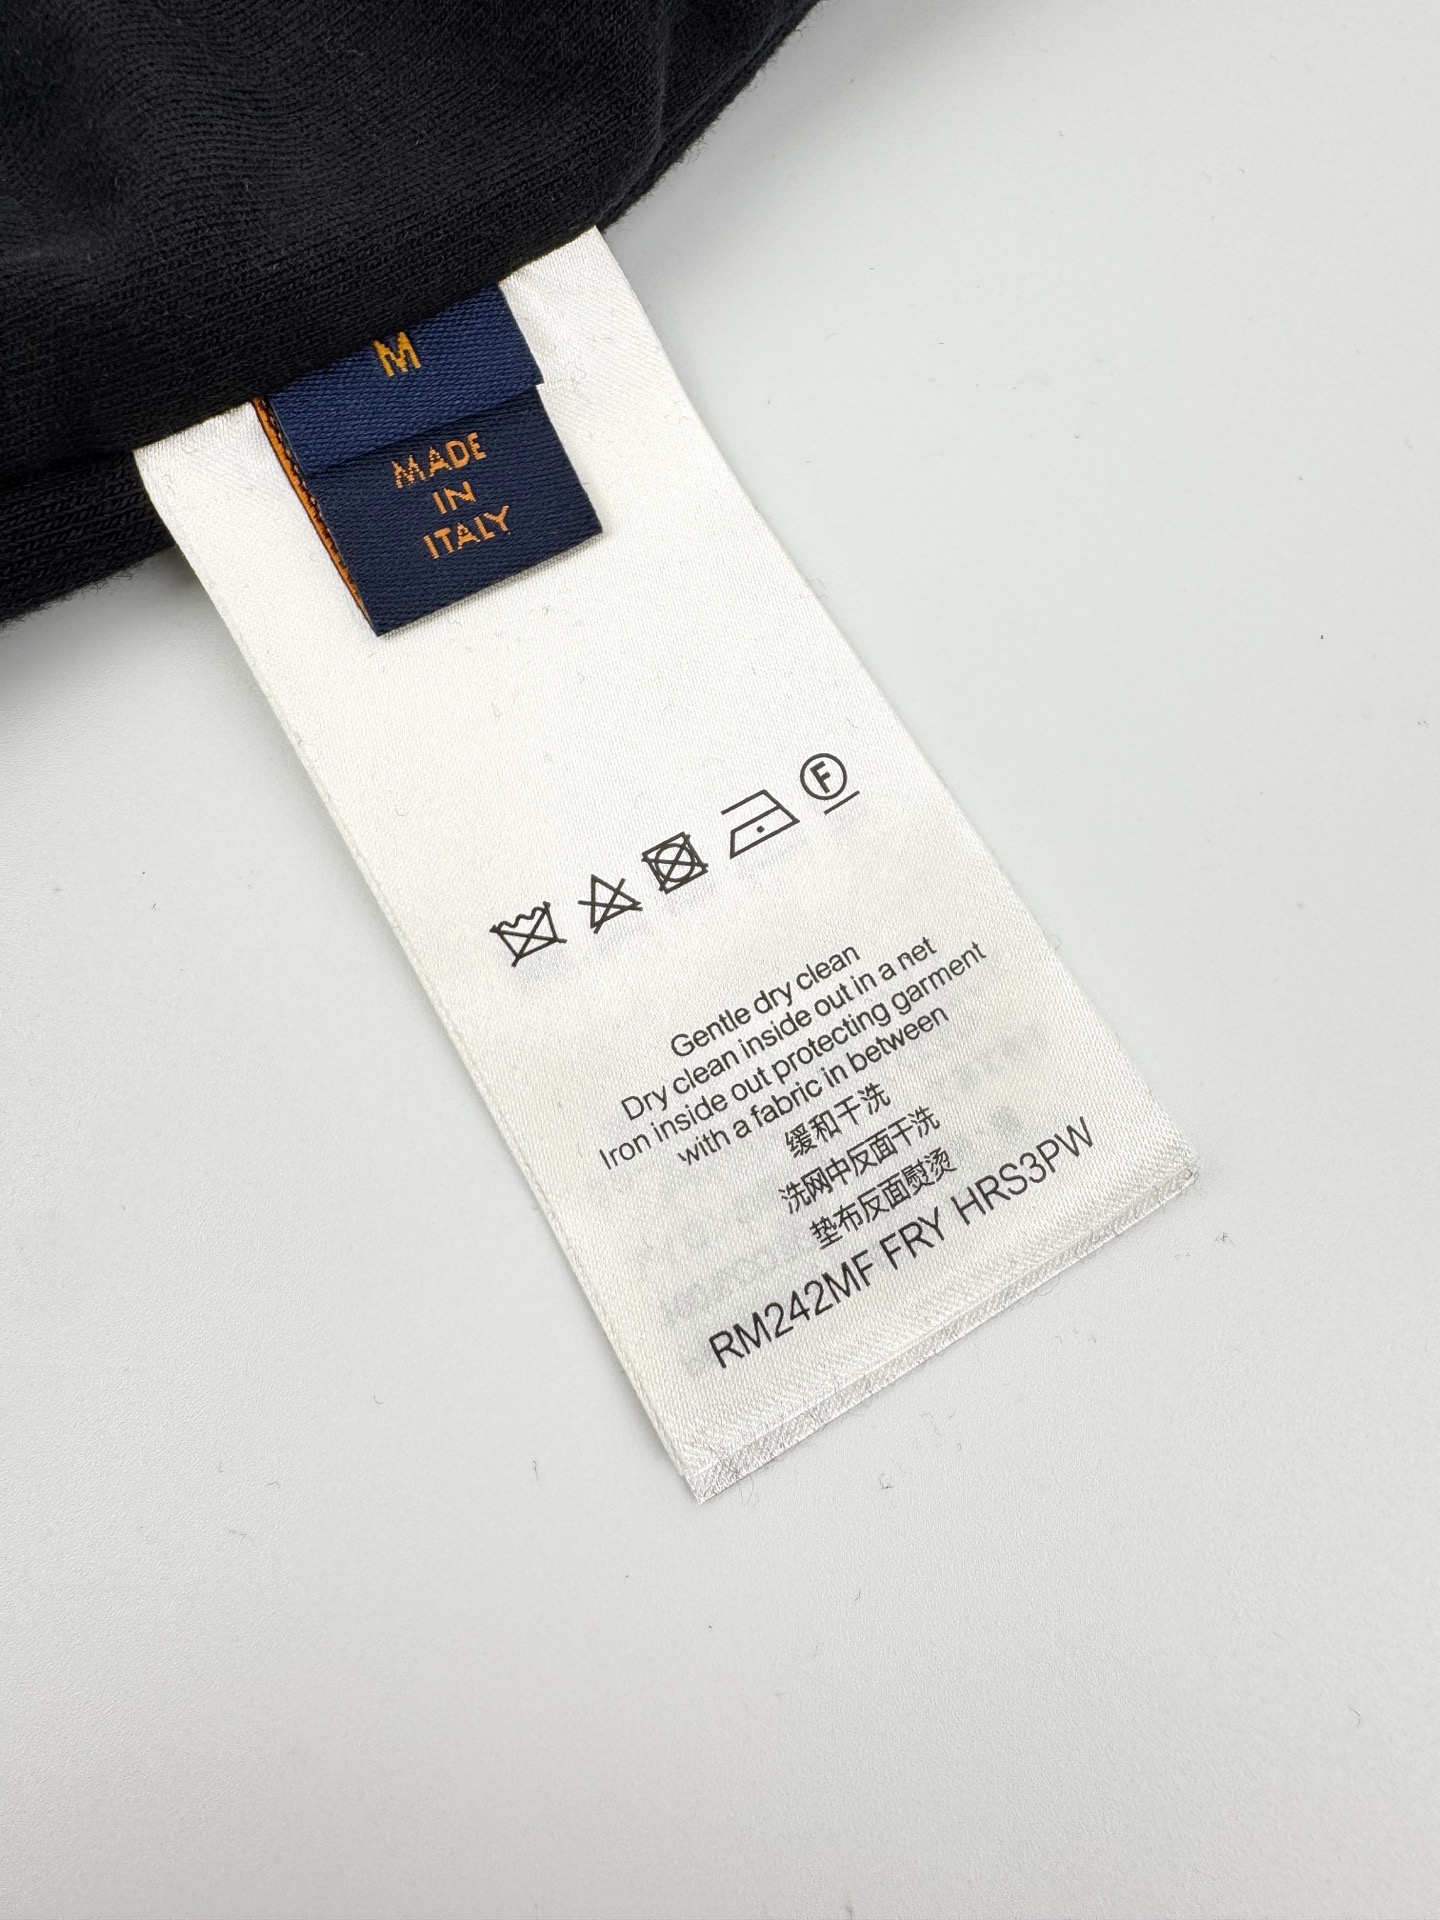 M
MADE
IN
ITALY
F
Gentle dry clean
Dry clean inside out in a net
Iron inside out protecting garment
with a fabric in between
缓和干洗
洗网中反面干洗
垫布反面熨烫
RM242MF FRY HRS3PW